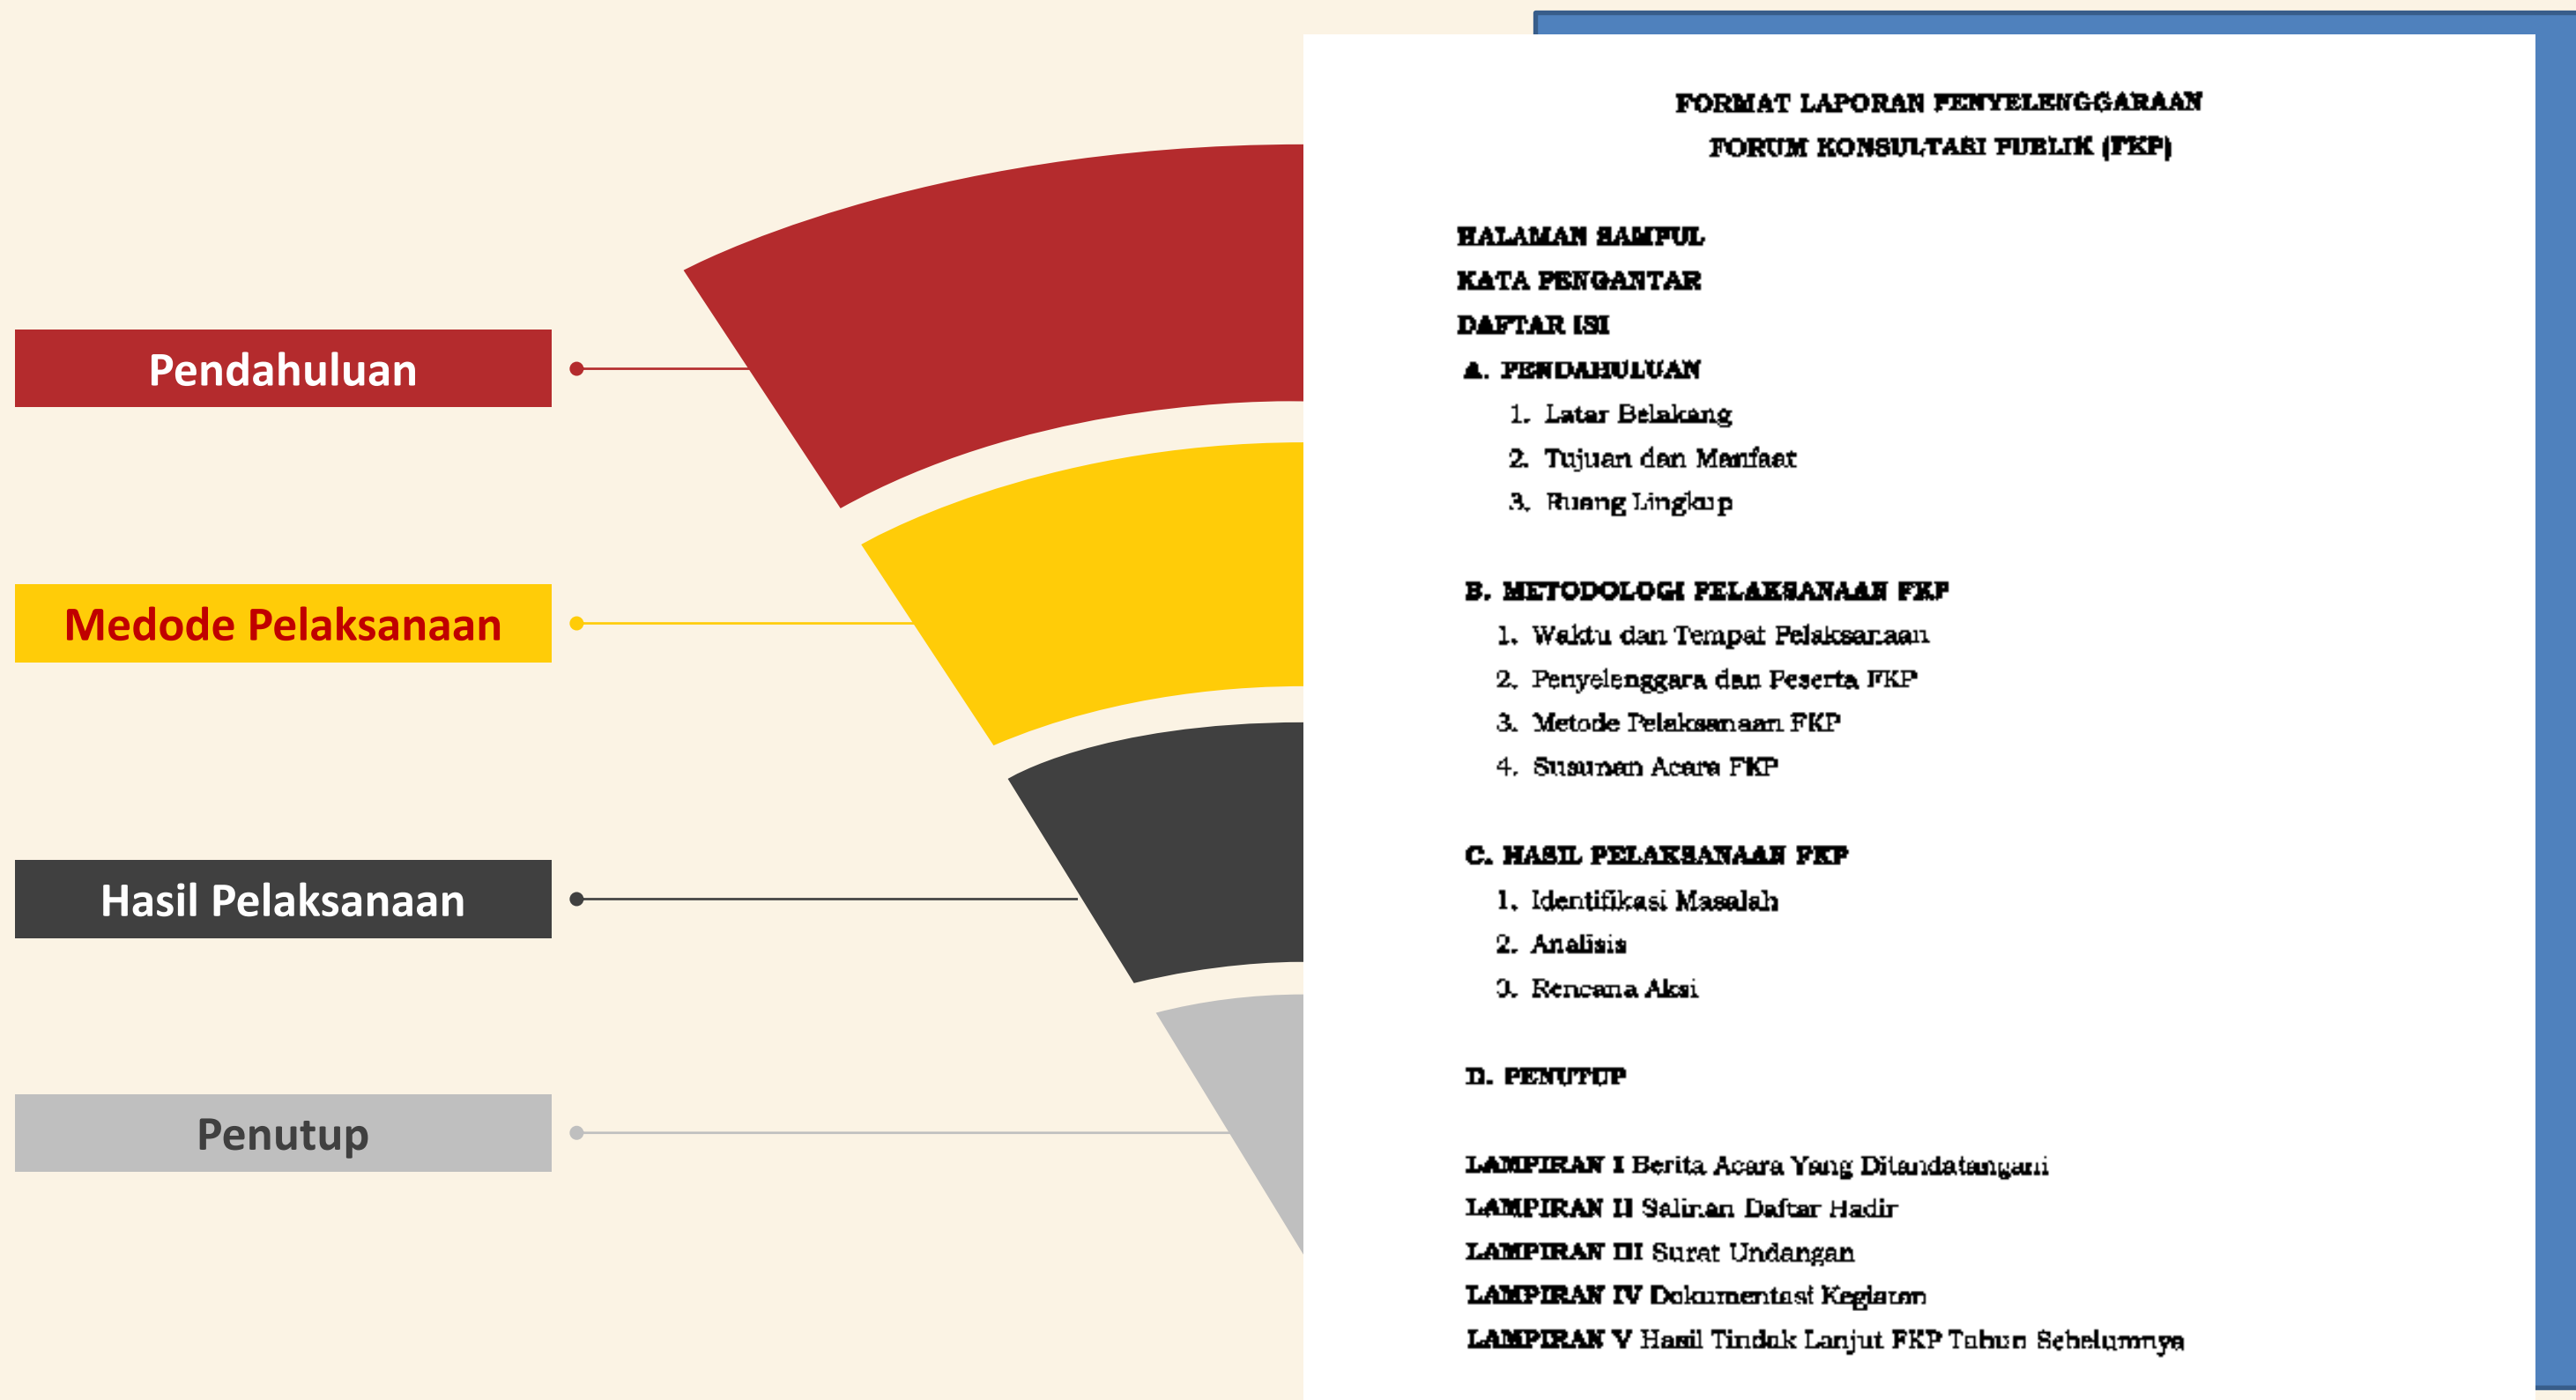 Pendahuluan
Medode Pelaksanaan
Hasil Pelaksanaan
Penutup
FORMAT LAPORAN PENYELENGGARAAN
FORUM KONSULTASI PUBLIK (FKP)
HALAMAN SAMPUL
KATA PENGANTAR
DAFTAR ISI
A. PENDAHULUAN
1. Latar Belakang
2. Tujuan dan Manfaat
3. Ruang Lingkup
B. METODOLOGI PELAKSANAAN FKP
1. Waktu dan Tempat Pelaksanaan
2. Penyelenggara dan Peserta FKP
3. Metode Pelaksanaan FKP
4. Susunan Acara FKP
C. HASIL PELAKSANAAN FKP
1. Identifikasi Masalah
2. Analisis
3. Rencana Aksi
D. PENUTUP
LAMPIRAN I Berita Acara Yang Ditandatangani
LAMPIRAN II Salinan Daftar Hadir
LAMPIRAN III Surat Undangan
LAMPIRAN IV Dokumentasi Kegiatan
LAMPIRAN V Hasil Tindak Lanjut FKP Tahun Sebelumnya